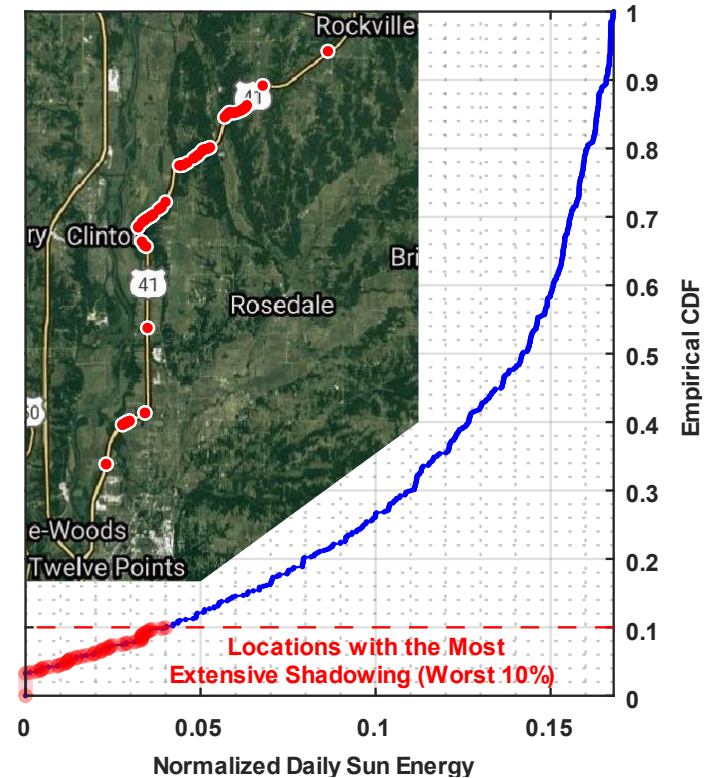 Rockville
41
ry
Clinto
41
Bri
Rosedale
50
e-Woods
Twelve Points
1
0.9
0.8
0.7
0.6
0.5
0.4
0.3
0.2
0.1
0
Empirical CDF
Locations with the Most
Extensive Shadowing (Worst 10%)
0 0.05 0.1 0.15
Normalized Daily Sun Energy